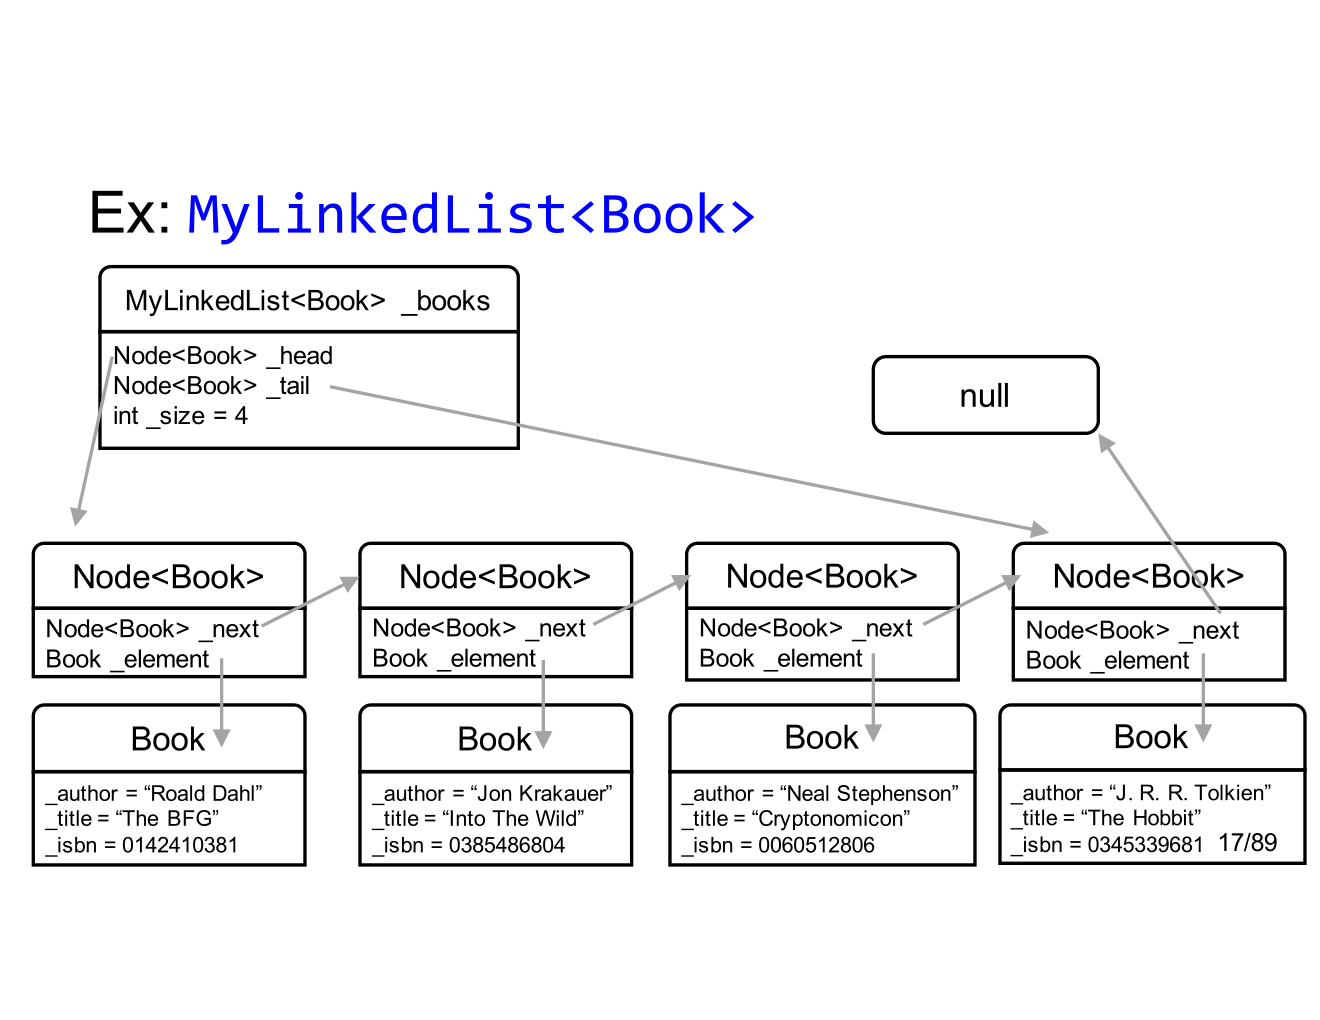 Ex: MyLinkedList<Book>
MyLinkedList<Book> _books
Node<Book> _head
Node<Book> _tail
int _size = 4
null
Node<Book>
Node<Book> _next
Book _element
Node<Book>
Node<Book> _next
Book _element
Node<Book>
Node<Book> _next
Book _element
Node<Book>
Node<Book> _next
Book _element
Book
_author = “Roald Dahl”
_title = “The BFG”
_isbn = 0142410381
Book
_author = “Jon Krakauer”
_title = “Into The Wild”
_isbn = 0385486804
Book
_author = “Neal Stephenson”
_title = “Cryptonomicon”
_isbn = 0060512806
Book
_author = “J. R. R. Tolkien”
_title = “The Hobbit”
_isbn = 0345339681
17/89